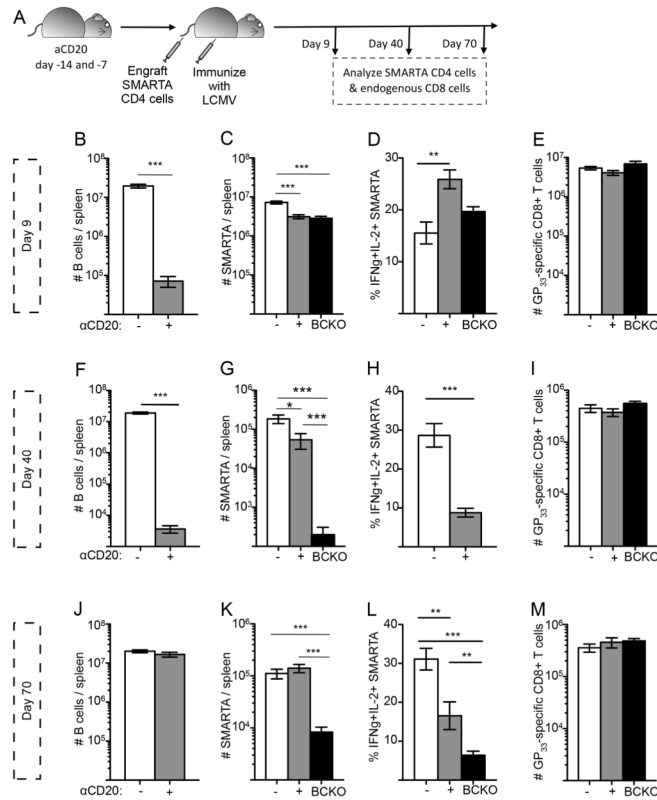 A
aCD20
day -14 and -7
Engraft
SMARTA
CD4 cells
Immunize
with
LCMV
Day 9
Day 40
Day 70
Analyze SMARTA CD4 cells
& endogenous CD8 cells
Day 9
B
# B cells / spleen
10⁸
10⁷
10⁶
10⁵
***
αCD20:
-
+
C
# SMARTA / spleen
10⁸
10⁷
10⁶
10⁵
10⁴
***
***
-
+
BCKO
D
% IFNg+IL-2+ SMARTA
30
20
10
**
-
+
BCKO
E
# GP₃₃-specific CD8+ T cells
10⁷
10⁶
10⁵
10⁴
-
+
BCKO
Day 40
F
# B cells / spleen
10⁸
10⁷
10⁶
10⁵
10⁴
***
αCD20:
-
+
G
# SMARTA / spleen
10⁶
10⁵
10⁴
10³
10²
***
*
***
-
+
BCKO
H
% IFNg+IL-2+ SMARTA
40
30
20
10
***
-
+
I
# GP₃₃-specific CD8+ T cells
10⁶
10⁵
10⁴
10³
-
+
BCKO
Day 70
J
# B cells / spleen
10⁸
10⁷
10⁶
10⁵
αCD20:
-
+
K
# SMARTA / spleen
10⁶
10⁵
10⁴
***
***
-
+
BCKO
L
% IFNg+IL-2+ SMARTA
40
30
20
10
**
***
**
-
+
BCKO
M
# GP₃₃-specific CD8+ T cells
10⁶
10⁵
10⁴
10³
-
+
BCKO